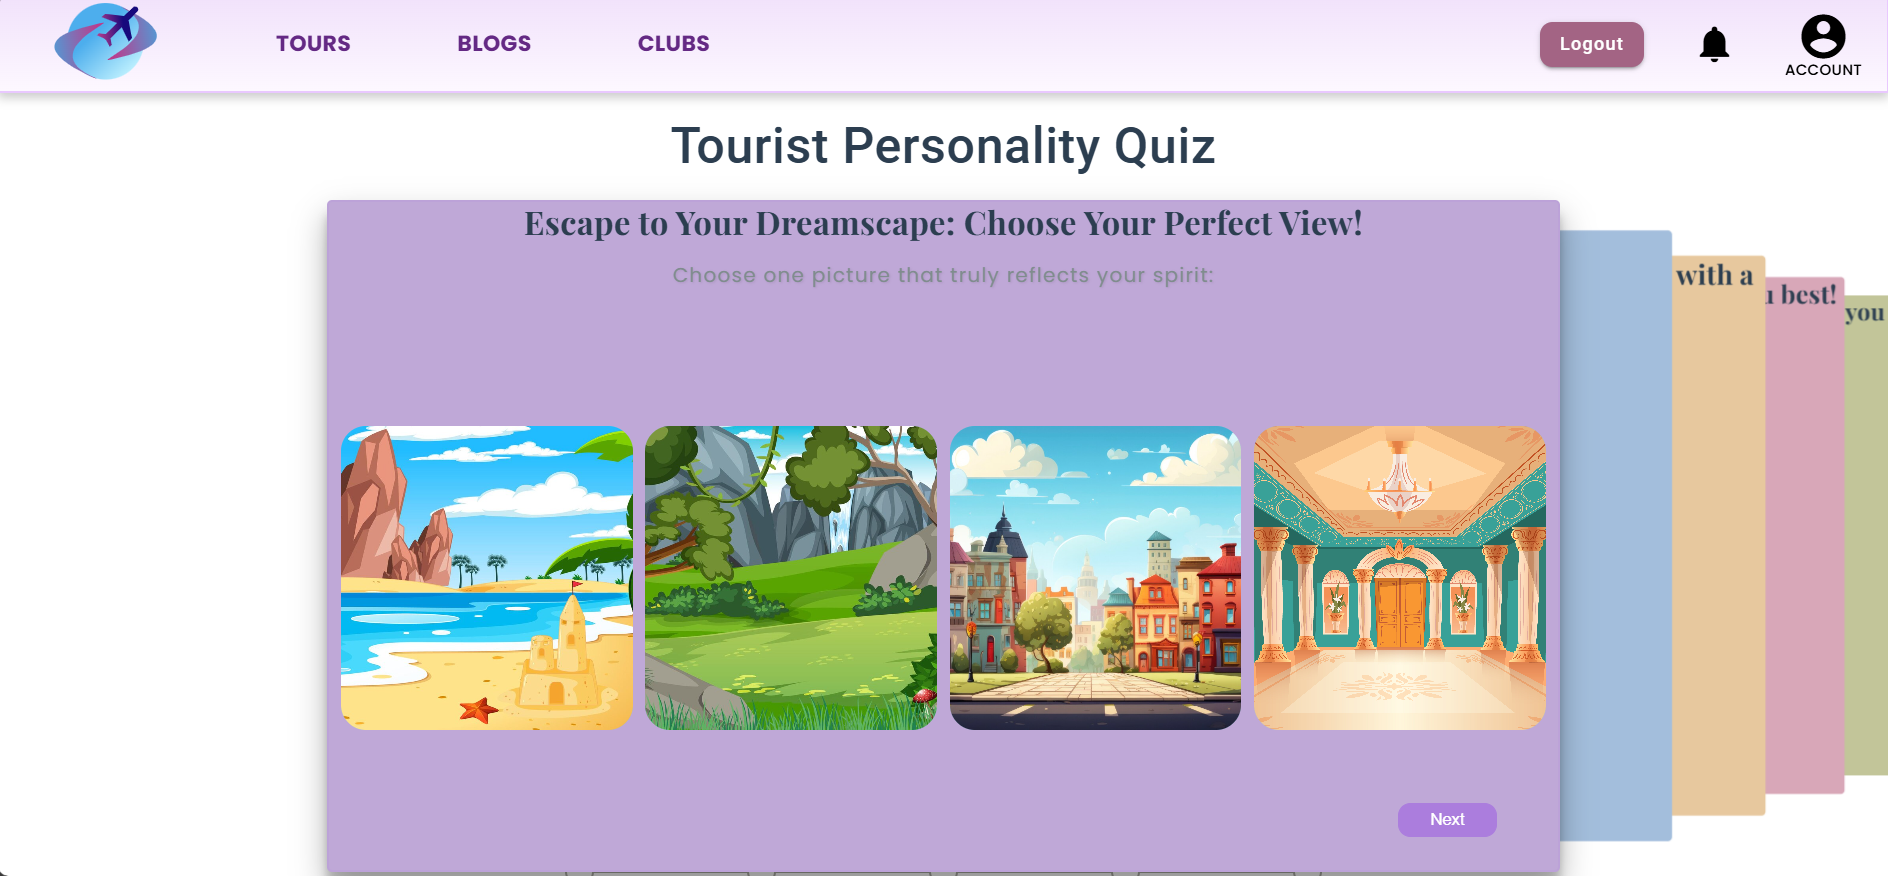 TOURS
BLOGS
CLUBS
Logout
ACCOUNT
Tourist Personality Quiz
Escape to Your Dreamscape: Choose Your Perfect View!
Choose one picture that truly reflects your spirit:
with a
best!
you
Next